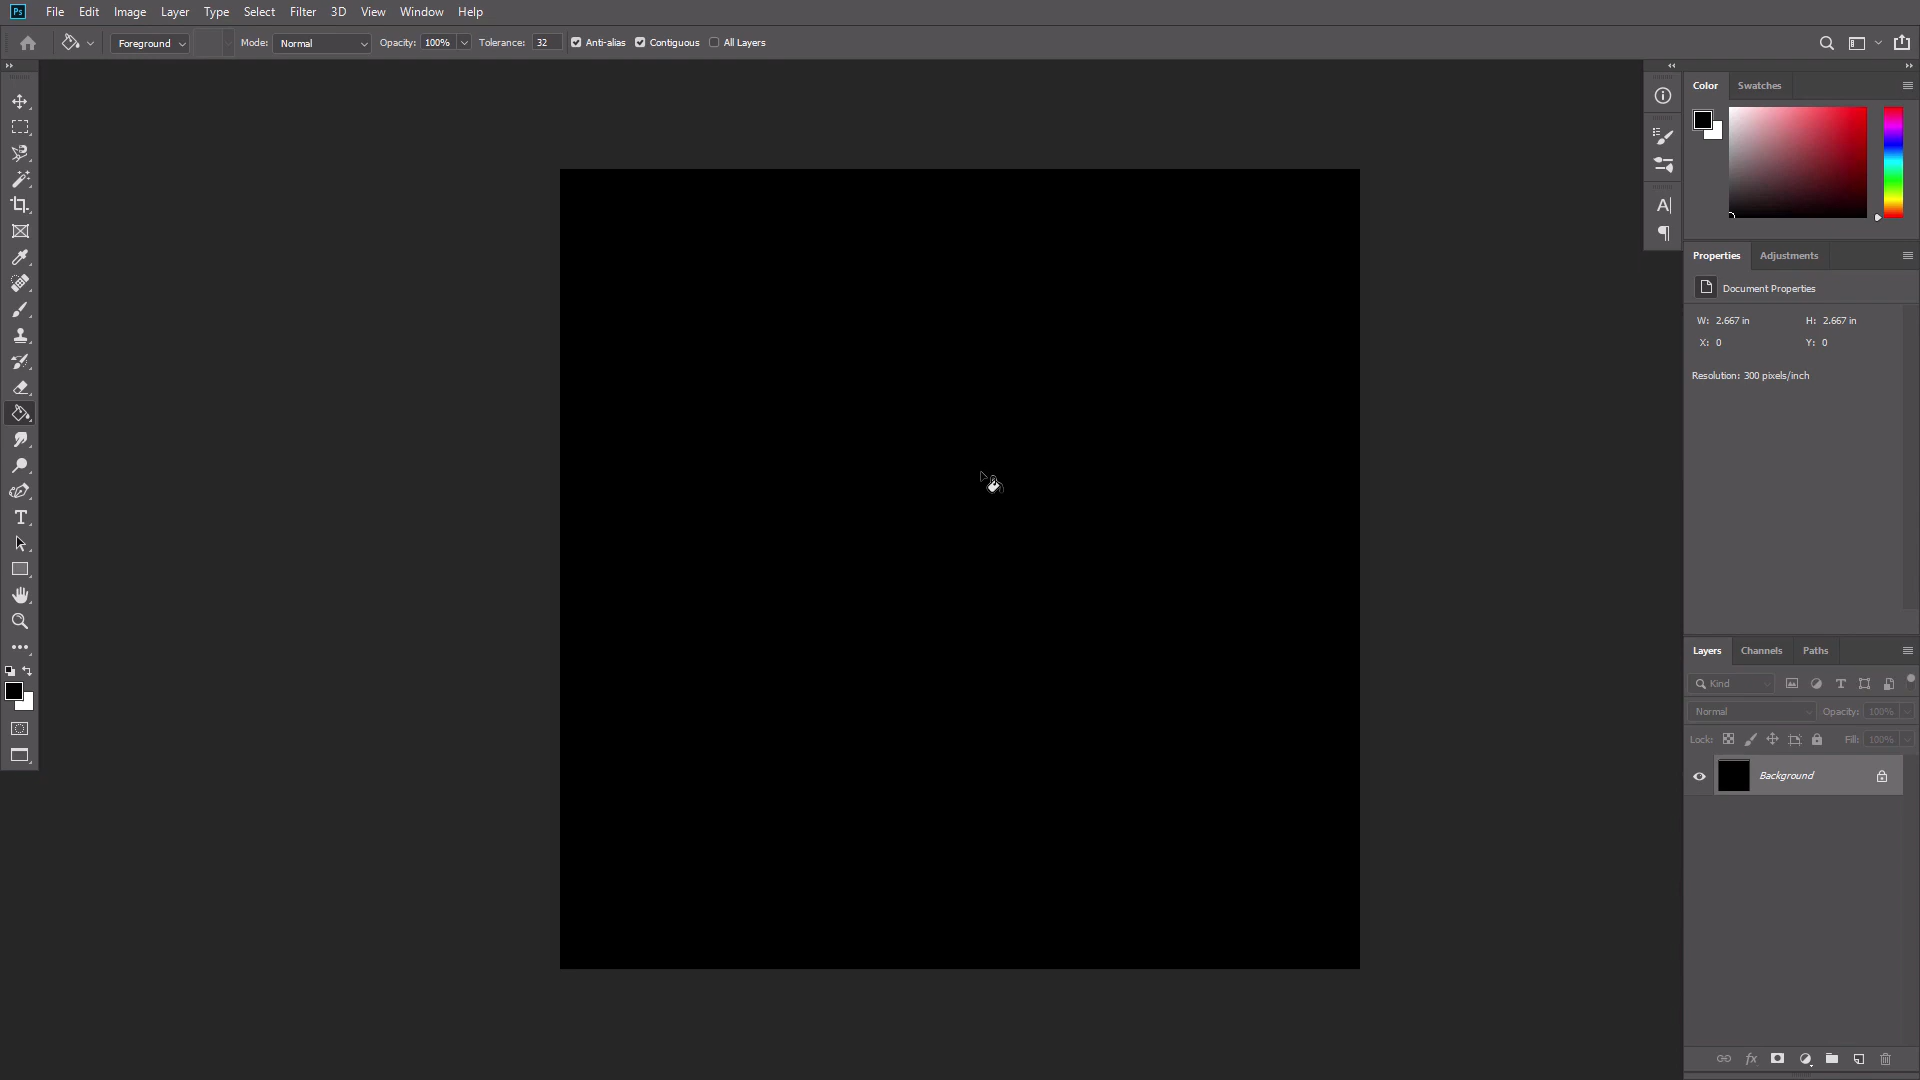 Ps File Edit Image Layer Type Select Filter 3D View Window Help
Foreground Mode: Normal Opacity: 100% Tolerance: 32 Anti-alias Contiguous All Layers
Color Swatches
Properties Adjustments
Document Properties
W: 2.667 in H: 2.667 in
X: 0 Y: 0
Resolution: 300 pixels/inch
Layers Channels Paths
Kind
Normal Opacity: 100%
Lock: Fill: 100%
Background
fx